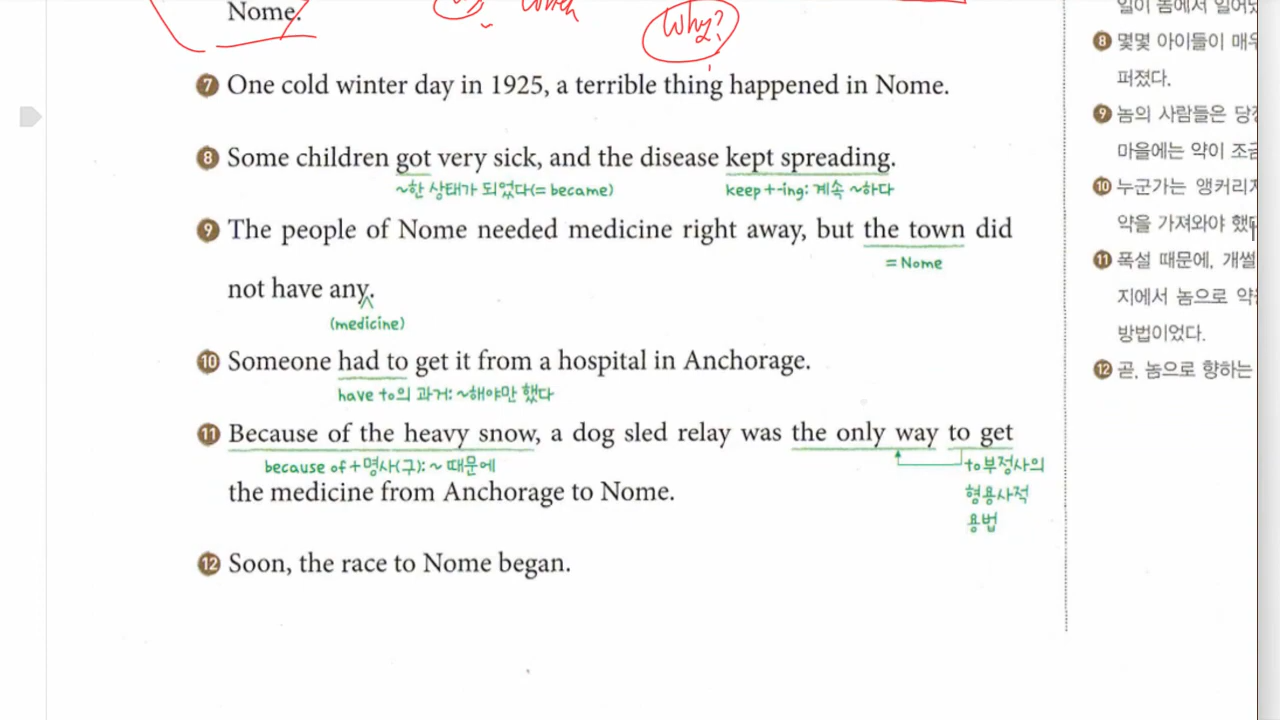 Nome.
Why?
⑦ One cold winter day in 1925, a terrible thing happened in Nome.
⑧ Some children got very sick, and the disease kept spreading.
~한 상태가 되었다(= became)
keep + -ing: 계속 ~하다
⑨ The people of Nome needed medicine right away, but the town did
= Nome
not have any.
(medicine)
⑩ Someone had to get it from a hospital in Anchorage.
have to의 과거: ~해야만 했다
⑪ Because of the heavy snow, a dog sled relay was the only way to get
because of + 명사(구): ~ 때문에
to부정사의
the medicine from Anchorage to Nome.
형용사적
용법
⑫ Soon, the race to Nome began.
일이 놈에서 일어
⑧ 몇몇 아이들이 매우
퍼졌다.
⑨ 놈의 사람들은
마을에는 약이 조금
⑩ 누군가는 앵커리지
약을 가져와야 했
⑪ 폭설 때문에, 개썰
지에서 놈으로
방법이었다.
⑫ 곧, 놈으로 향하는